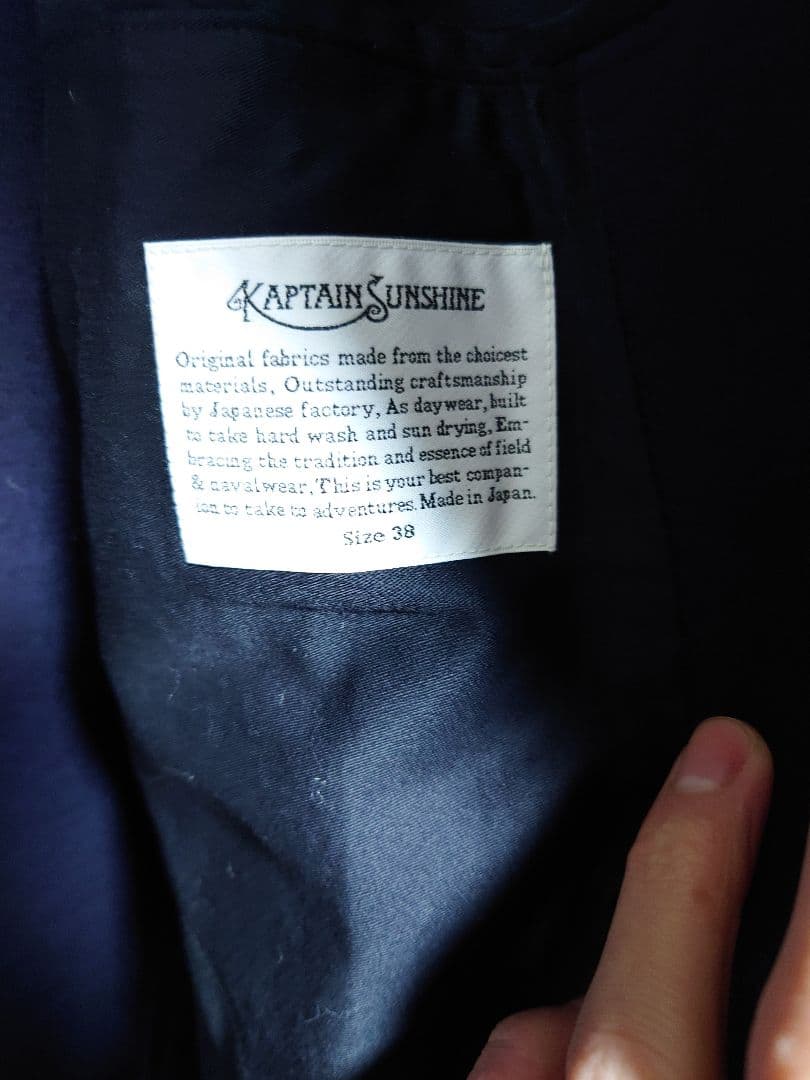 KAPTAIN SUNSHINE
Original fabrics made from the choicest
materials, Outstanding craftsmanship
by Japanese factory, As daywear, built
to take hard wash and sun drying, Em-
bracing the tradition and essence of field
& navalwear, This is your best compan-
ion to take to adventures. Made in Japan.
Size 38